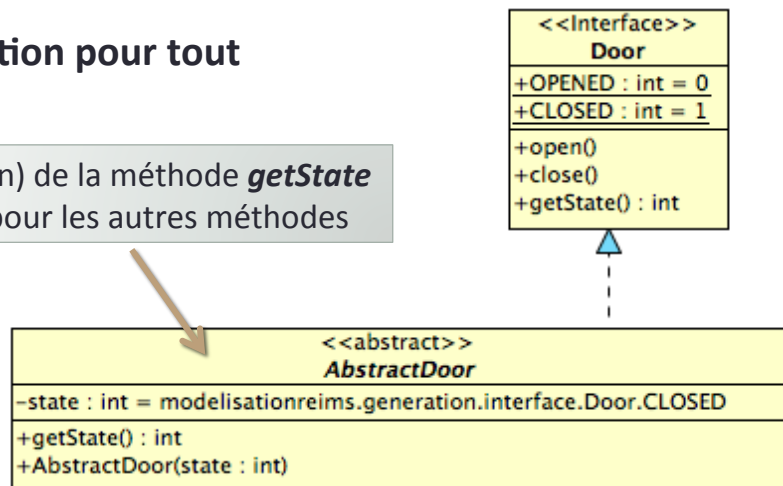 tion pour tout
n) de la méthode getState
pour les autres méthodes
<<Interface>>
Door
+OPENED : int = 0
+CLOSED : int = 1
+open()
+close()
+getState() : int
<<abstract>>
AbstractDoor
-state : int = modelisationreims.generation.interface.Door.CLOSED
+getState() : int
+AbstractDoor(state : int)